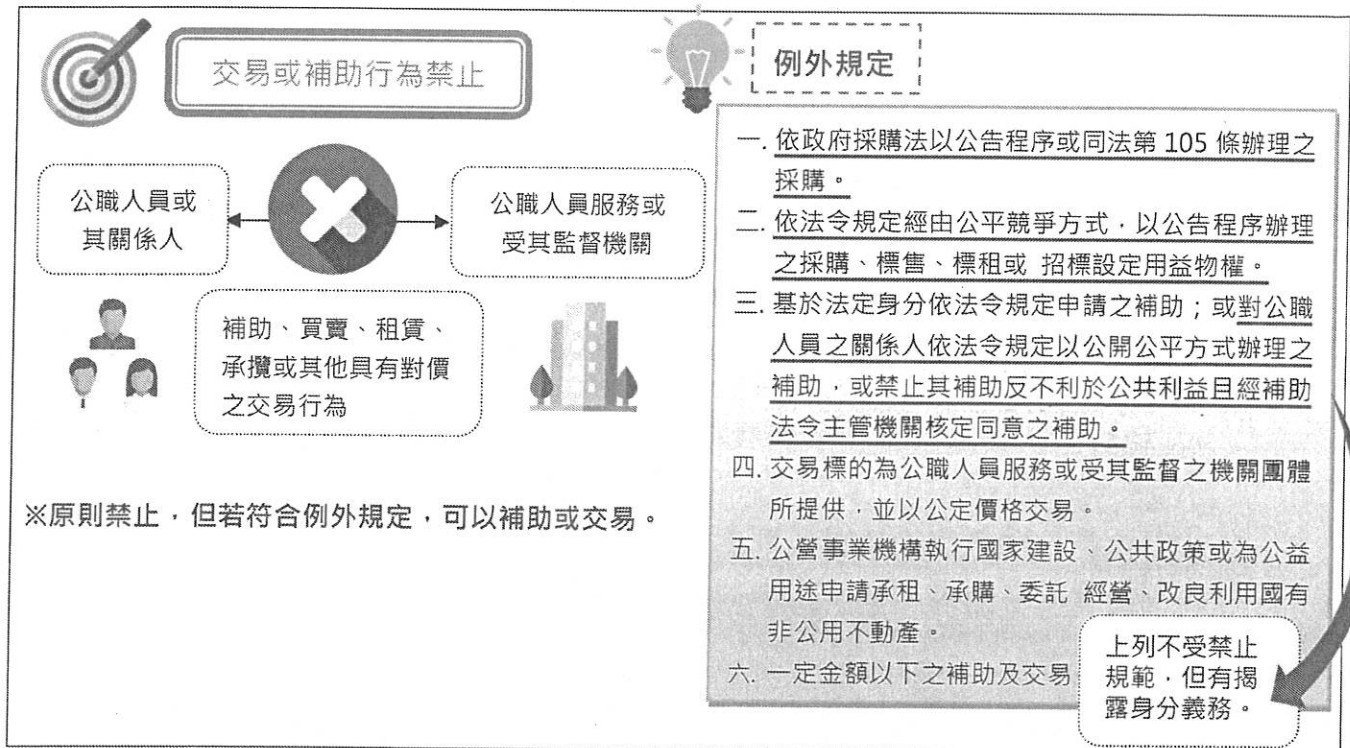 交易或補助行為禁止
公職人員或
其關係人
公職人員服務或
受其監督機關
補助、買賣、租賃、
承攬或其他具有對價
之交易行為
※原則禁止，但若符合例外規定，可以補助或交易。
例外規定
一. 依政府採購法以公告程序或同法第 105 條辦理之
採購。
二. 依法令規定經由公平競爭方式，以公告程序辦理
之採購、標售、標租或 招標設定用益物權。
三. 基於法定身分依法令規定申請之補助；或對公職
人員之關係人依法令規定以公開公平方式辦理之
補助，或禁止其補助反不利於公共利益且經補助
法令主管機關核定同意之補助。
四. 交易標的為公職人員服務或受其監督之機關團體
所提供，並以公定價格交易。
五. 公營事業機構執行國家建設、公共政策或為公益
用途申請承租、承購、委託 經營、改良利用國有
非公用不動產。
六. 一定金額以下之補助及交易
上列不受禁止
規範，但有揭
露身分義務。